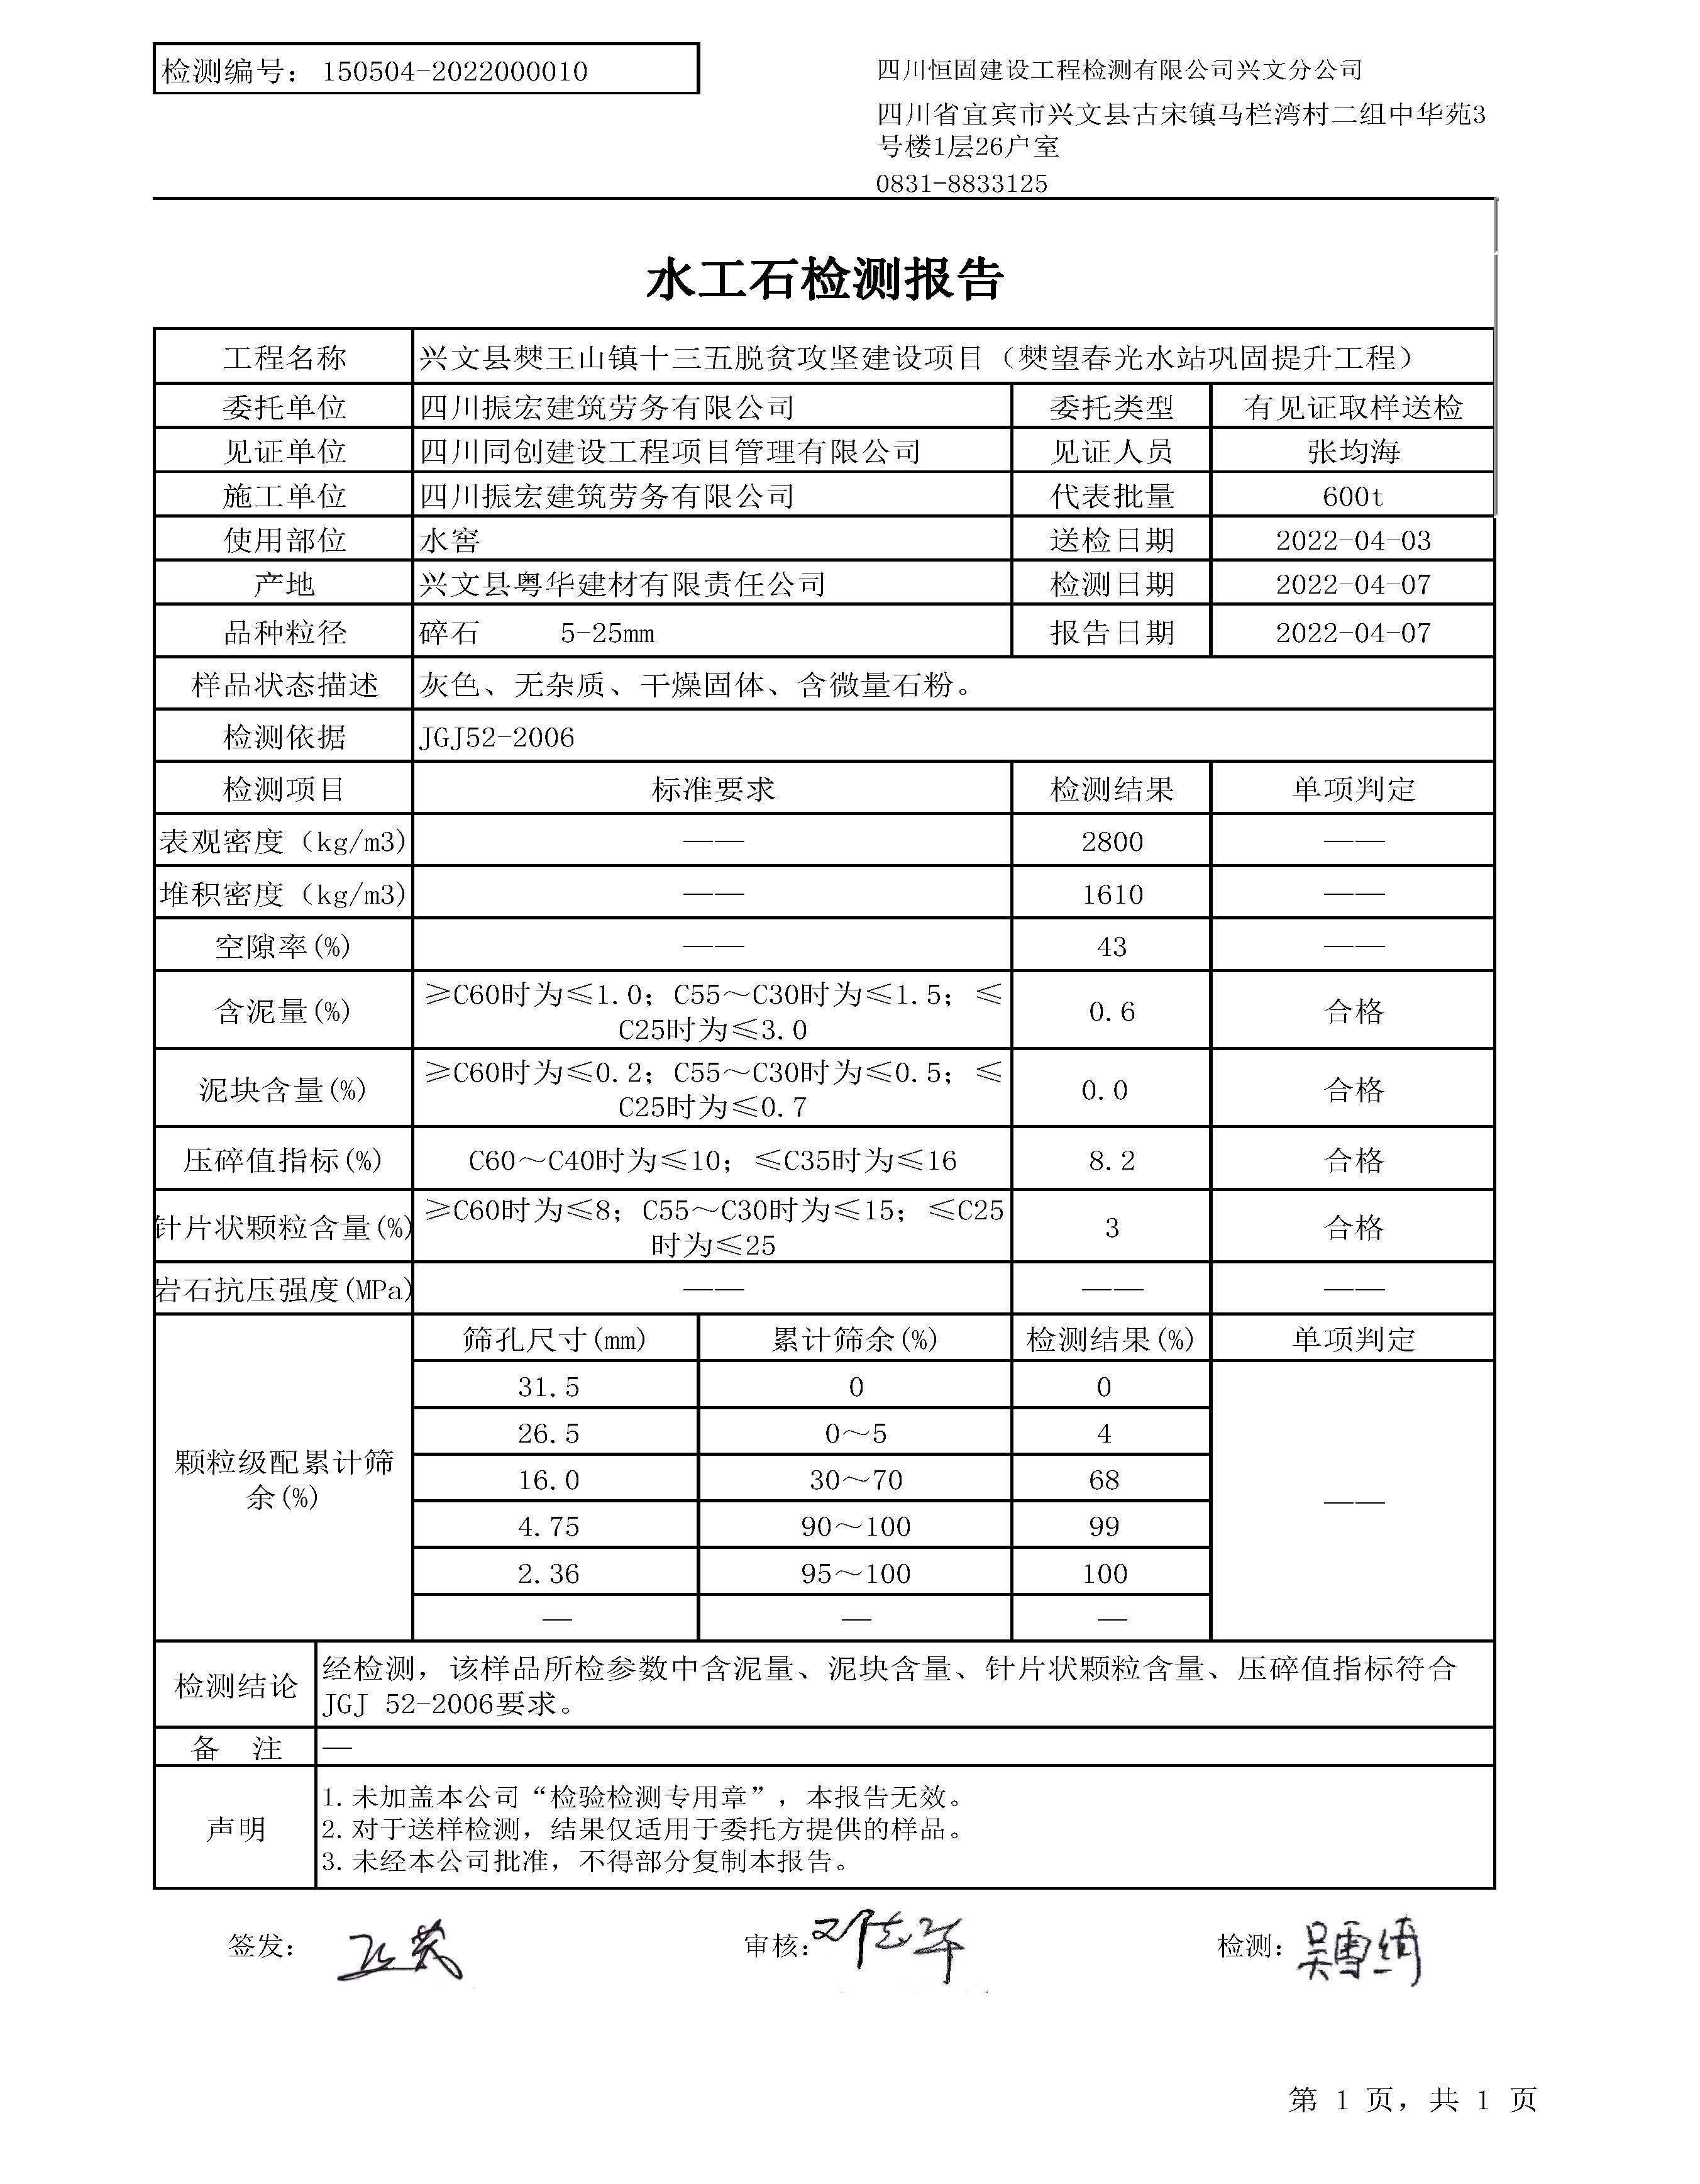 检测编号： 150504-2022000010
四川恒固建设工程检测有限公司兴文分公司
四川省宜宾市兴文县古宋镇马栏湾村二组中华苑3
号楼1层26户室
0831-8833125
水工石检测报告
工程名称 兴文县僰王山镇十三五脱贫攻坚建设项目（僰望春光水站巩固提升工程）
委托单位 四川振宏建筑劳务有限公司 委托类型 有见证取样送检
见证单位 四川同创建设工程项目管理有限公司 见证人员 张均海
施工单位 四川振宏建筑劳务有限公司 代表批量 600t
使用部位 水窖 送检日期 2022-04-03
产地 兴文县粤华建材有限责任公司 检测日期 2022-04-07
品种粒径 碎石 5-25mm 报告日期 2022-04-07
样品状态描述 灰色、无杂质、干燥固体、含微量石粉。
检测依据 JGJ52-2006
检测项目 标准要求 检测结果 单项判定
表观密度（kg/m3) —— 2800 ——
堆积密度（kg/m3) —— 1610 ——
空隙率(%) —— 43 ——
含泥量(%) ≥C60时为≤1.0；C55～C30时为≤1.5；≤
C25时为≤3.0 0.6 合格
泥块含量(%) ≥C60时为≤0.2；C55～C30时为≤0.5；≤
C25时为≤0.7 0.0 合格
压碎值指标(%) C60～C40时为≤10；≤C35时为≤16 8.2 合格
针片状颗粒含量(%) ≥C60时为≤8；C55～C30时为≤15；≤C25
时为≤25 3 合格
岩石抗压强度(MPa) —— —— ——
筛孔尺寸(mm) 累计筛余(%) 检测结果(%) 单项判定
31.5 0 0
26.5 0～5 4
颗粒级配累计筛
余(%)
16.0 30～70 68
——
4.75 90～100 99
2.36 95～100 100
— — —
检测结论 经检测，该样品所检参数中含泥量、泥块含量、针片状颗粒含量、压碎值指标符合
JGJ 52-2006要求。
备 注 —
声明
1.未加盖本公司“检验检测专用章”，本报告无效。
2.对于送样检测，结果仅适用于委托方提供的样品。
3.未经本公司批准，不得部分复制本报告。
签发： 审核： 检测：吴雪绮
第 1 页，共 1 页